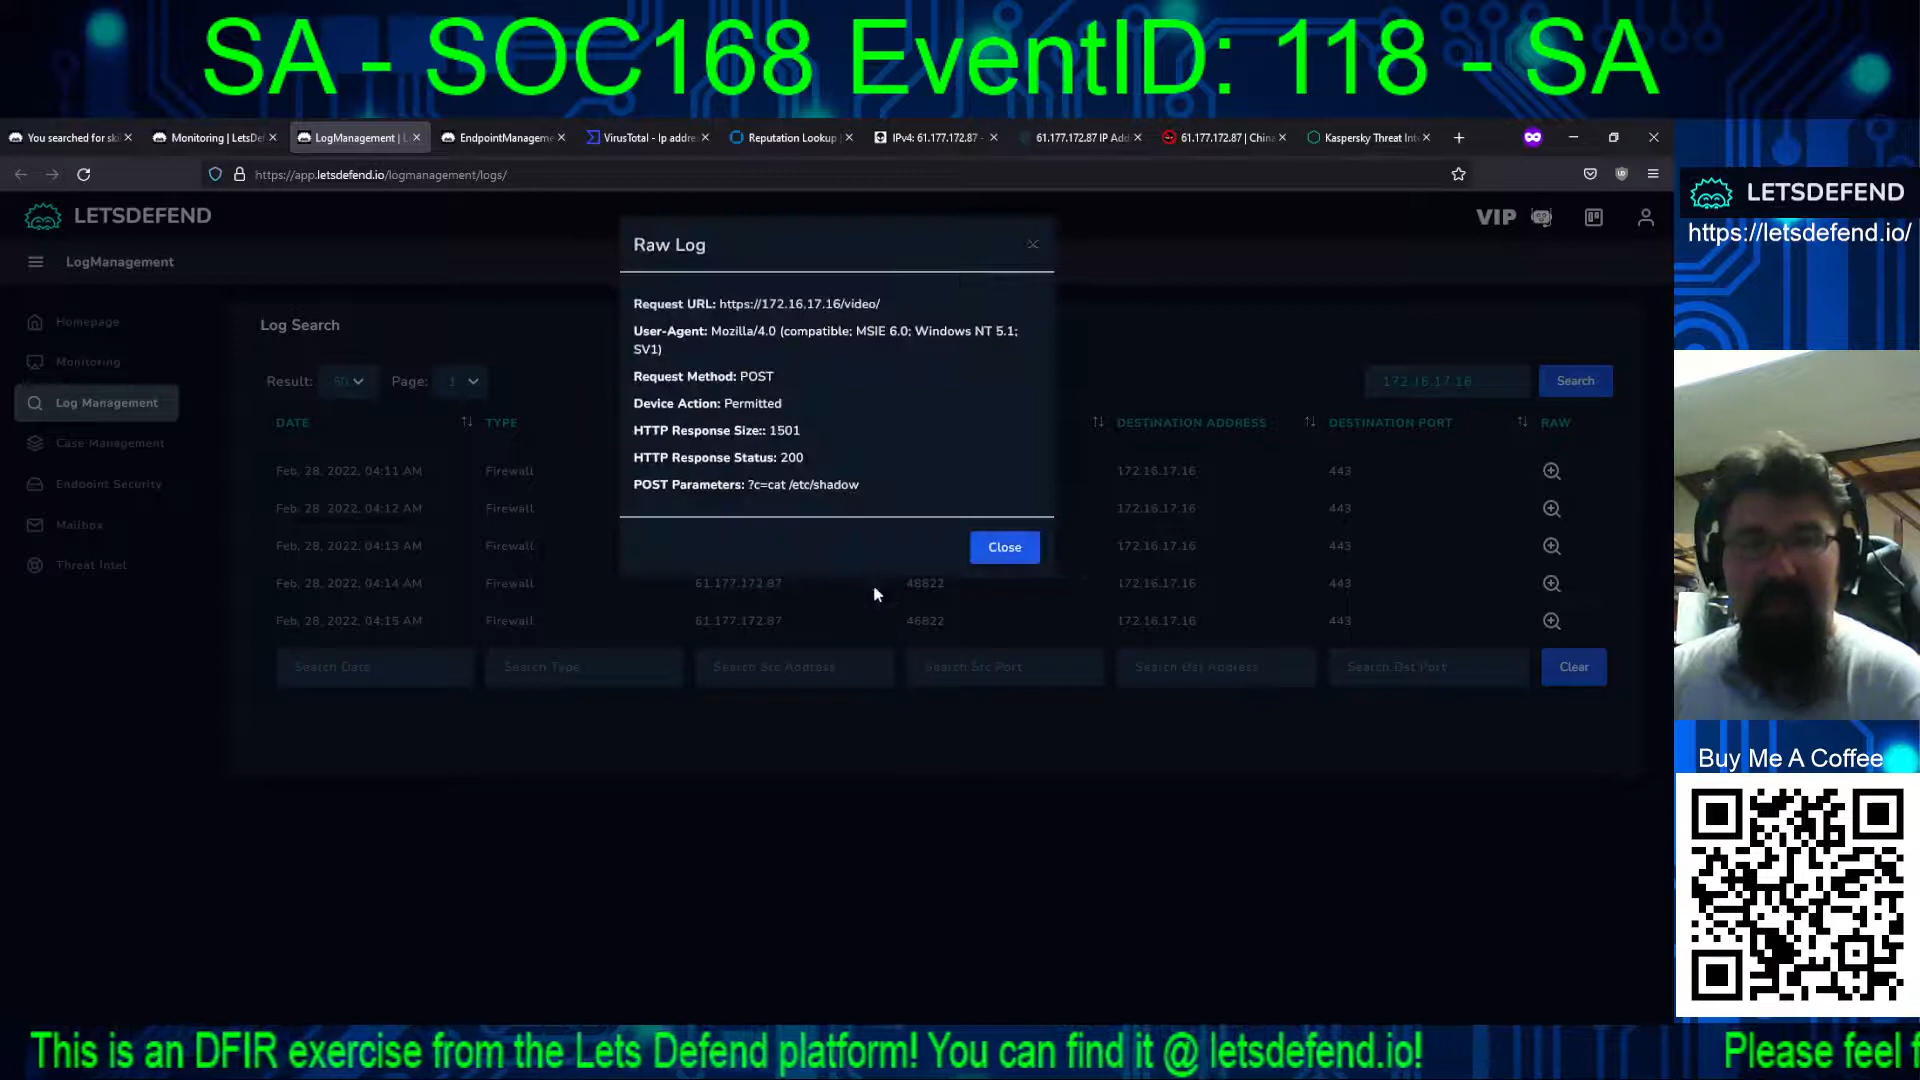 SA - SOC168 EventID: 118 - SA
You searched for ski
Monitoring | LetsDef
LogManagement | L
EndpointManageme
VirusTotal - Ip addre
Reputation Lookup |
IPv4: 61.177.172.87 -
61.177.172.87 IP Add
61.177.172.87 | China
Kaspersky Threat Inte
https://app.letsdefend.io/logmanagement/logs/
LETSDEFEND
VIP
LogManagement
Homepage
Monitoring
Log Management
Case Management
Endpoint Security
Mailbox
Threat Intel
Log Search
Result: 50 Page: 1
172.16.17.16 Search
DATE TYPE DESTINATION ADDRESS DESTINATION PORT RAW
Feb. 28, 2022, 04:11 AM Firewall 172.16.17.16 443
Feb. 28, 2022, 04:12 AM Firewall 172.16.17.16 443
Feb. 28, 2022, 04:13 AM Firewall 172.16.17.16 443
Feb. 28, 2022, 04:14 AM Firewall 61.177.172.87 48822 172.16.17.16 443
Feb. 28, 2022, 04:15 AM Firewall 61.177.172.87 46822 172.16.17.16 443
Search Date Search Type Search Src Address Search Src Port Search Dst Address Search Dst Port Clear
Raw Log
Request URL: https://172.16.17.16/video/
User-Agent: Mozilla/4.0 (compatible; MSIE 6.0; Windows NT 5.1;
SV1)
Request Method: POST
Device Action: Permitted
HTTP Response Size:: 1501
HTTP Response Status: 200
POST Parameters: ?c=cat /etc/shadow
Close
LETSDEFEND
https://letsdefend.io/
Buy Me A Coffee
This is an DFIR exercise from the Lets Defend platform! You can find it @ letsdefend.io!
Please feel f